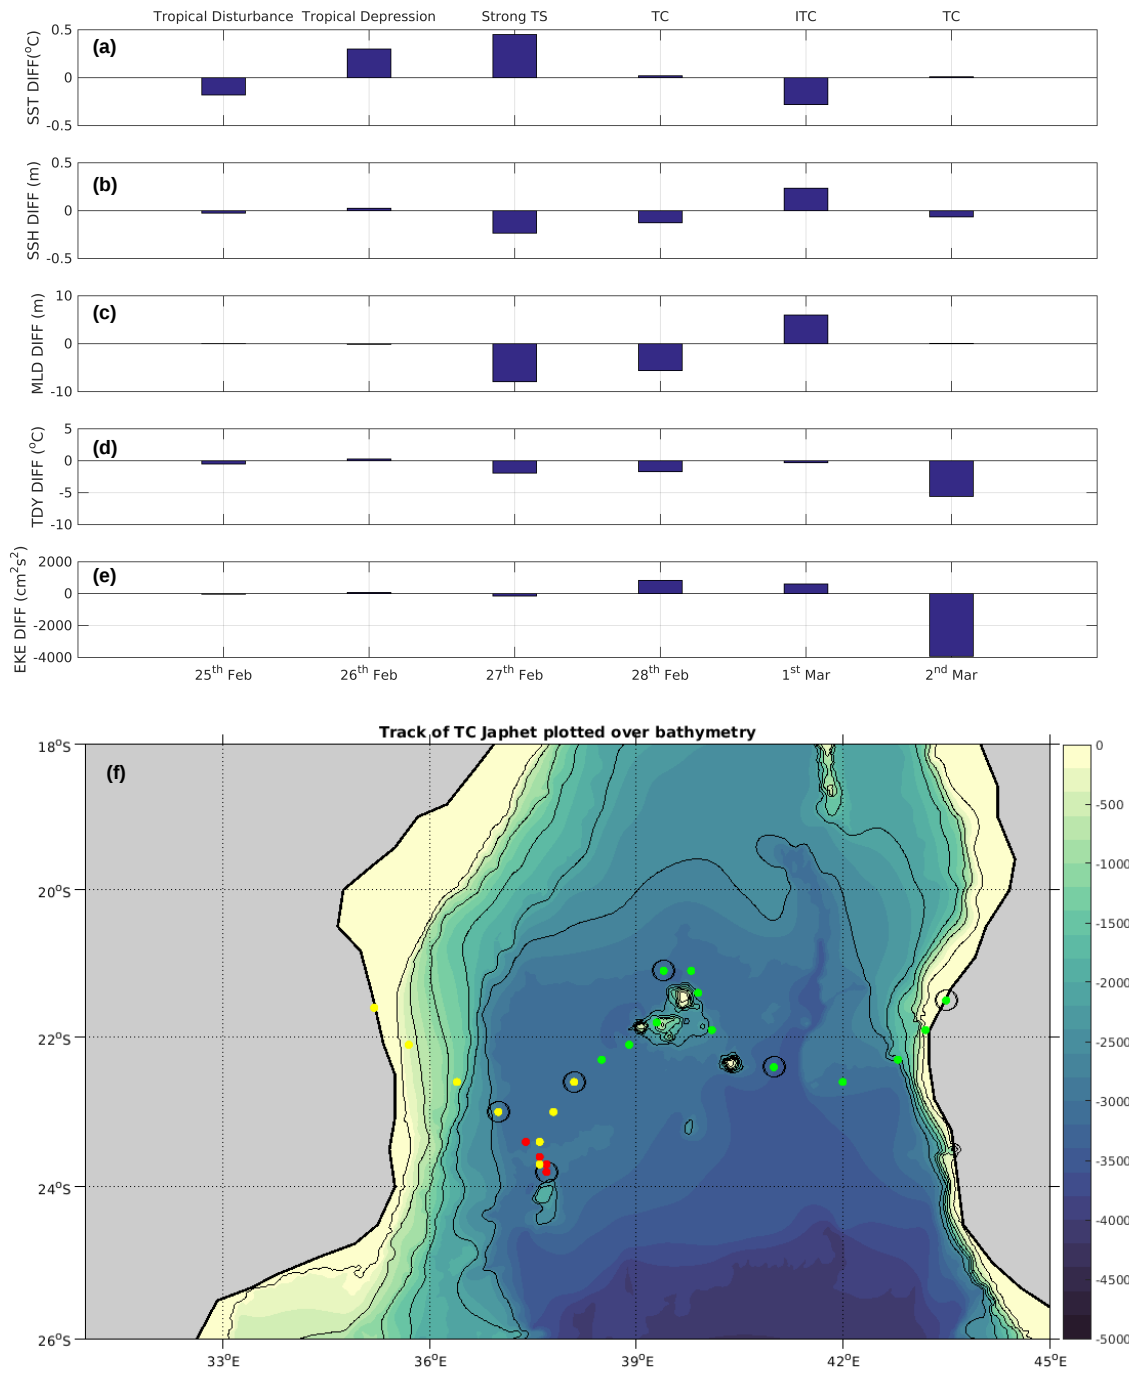 Tropical Disturbance Tropical Depression Strong TS TC ITC TC
(a)
SST DIFF(°C)
0.5
0
-0.5
(b)
SSH DIFF (m)
0.5
0
-0.5
(c)
MLD DIFF (m)
10
0
-10
(d)
TDY DIFF (°C)
5
0
-5
-10
(e)
EKE DIFF (cm²s²)
2000
0
-2000
-4000
25th Feb 26th Feb 27th Feb 28th Feb 1st Mar 2nd Mar
Track of TC Japhet plotted over bathymetry
(f)
18°S
20°S
22°S
24°S
26°S
33°E 36°E 39°E 42°E 45°E
0
-500
-1000
-1500
-2000
-2500
-3000
-3500
-4000
-4500
-5000